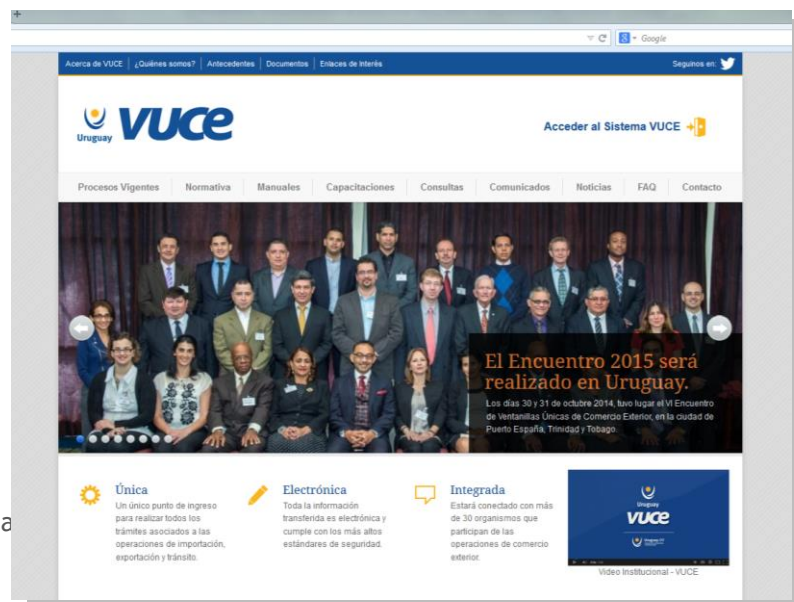 +
Google
Acerca de VUCE | ¿Quiénes somos? | Antecedentes | Documentos | Enlaces de Interés
Seguinos en:
Uruguay
vuce
Acceder al Sistema VUCE
Procesos Vigentes
Normativa
Manuales
Capacitaciones
Consultas
Comunicados
Noticias
FAQ
Contacto
El Encuentro 2015 será
realizado en Uruguay.
Los días 30 y 31 de octubre 2014, tuvo lugar el VI Encuentro
de Ventanillas Únicas de Comercio Exterior, en la ciudad de
Puerto España, Trinidad y Tobago.
Única
Un único punto de ingreso
para realizar todos los
trámites asociados a las
operaciones de importación,
exportación y tránsito.
Electrónica
Toda la información
transferida es electrónica y
cumple con los más altos
estándares de seguridad.
Integrada
Estará conectado con más
de 30 organismos que
participan de las
operaciones de comercio
exterior.
Uruguay
vuce
Video Institucional - VUCE
a